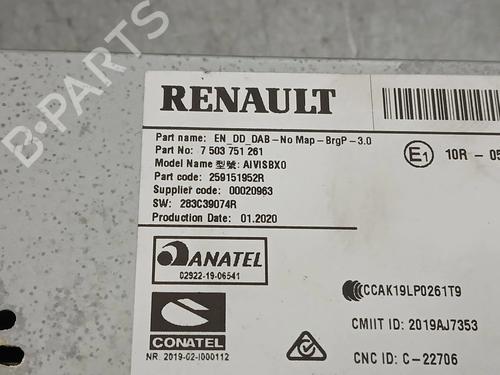 B-PARTS
RENAULT
Part name: EN_DD_DAB-No Map-BrgP-3.0
Part No: 7 503 751 261
Model Name 型號: AIVISBX0
Part code: 259151952R
Supplier code: 00020963
SW: 283C39074R
Production Date: 01.2020
E1 10R - 05
ANATEL
02922-19-06541
CONATEL
NR. 2019-02-I000112
CCAK19LP0261T9
CMIIT ID: 2019AJ7353
CNC ID: C-22706